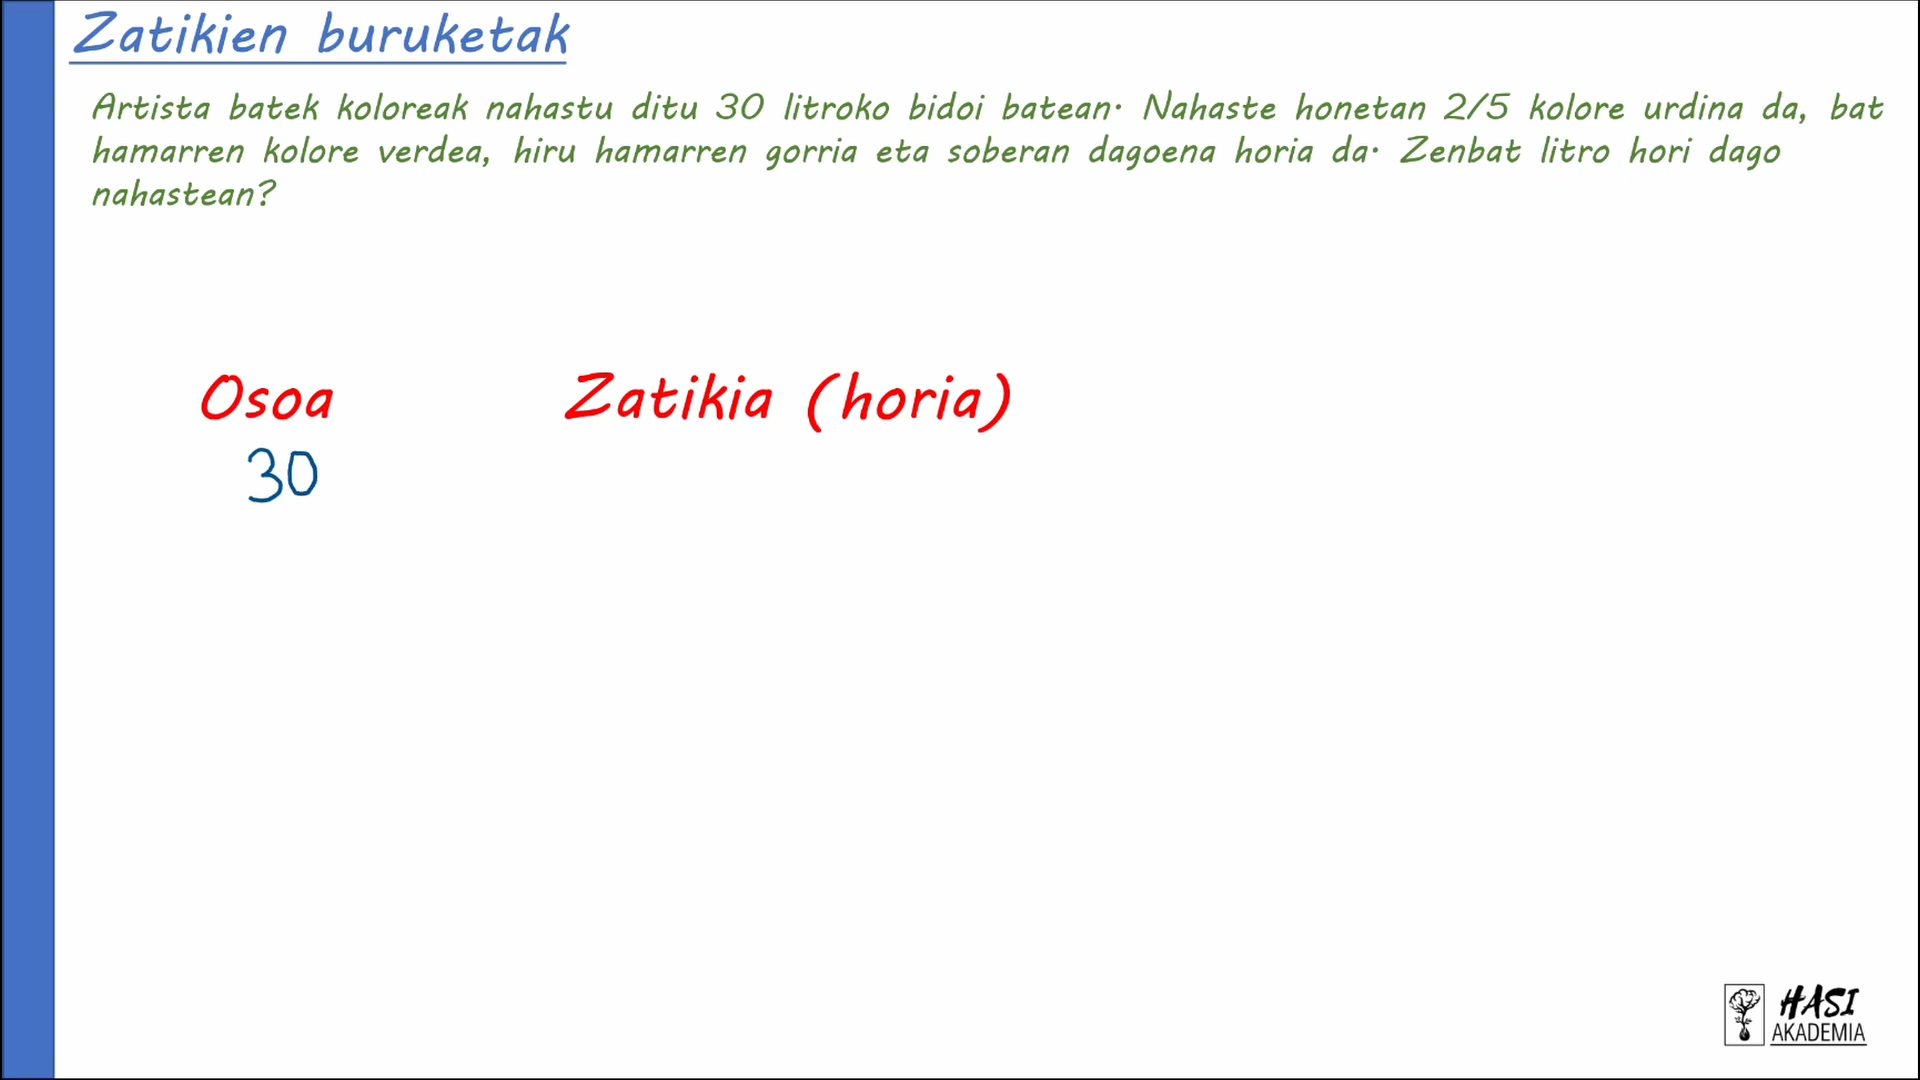 Zatikien buruketak
Artista batek koloreak nahastu ditu 30 litroko bidoi batean. Nahaste honetan 2/5 kolore urdina da, bat
hamarren kolore verdea, hiru hamarren gorria eta soberan dagoena horia da. Zenbat litro hori dago
nahastean?
Osoa Zatikia (horia)
30
HASI
AKADEMIA